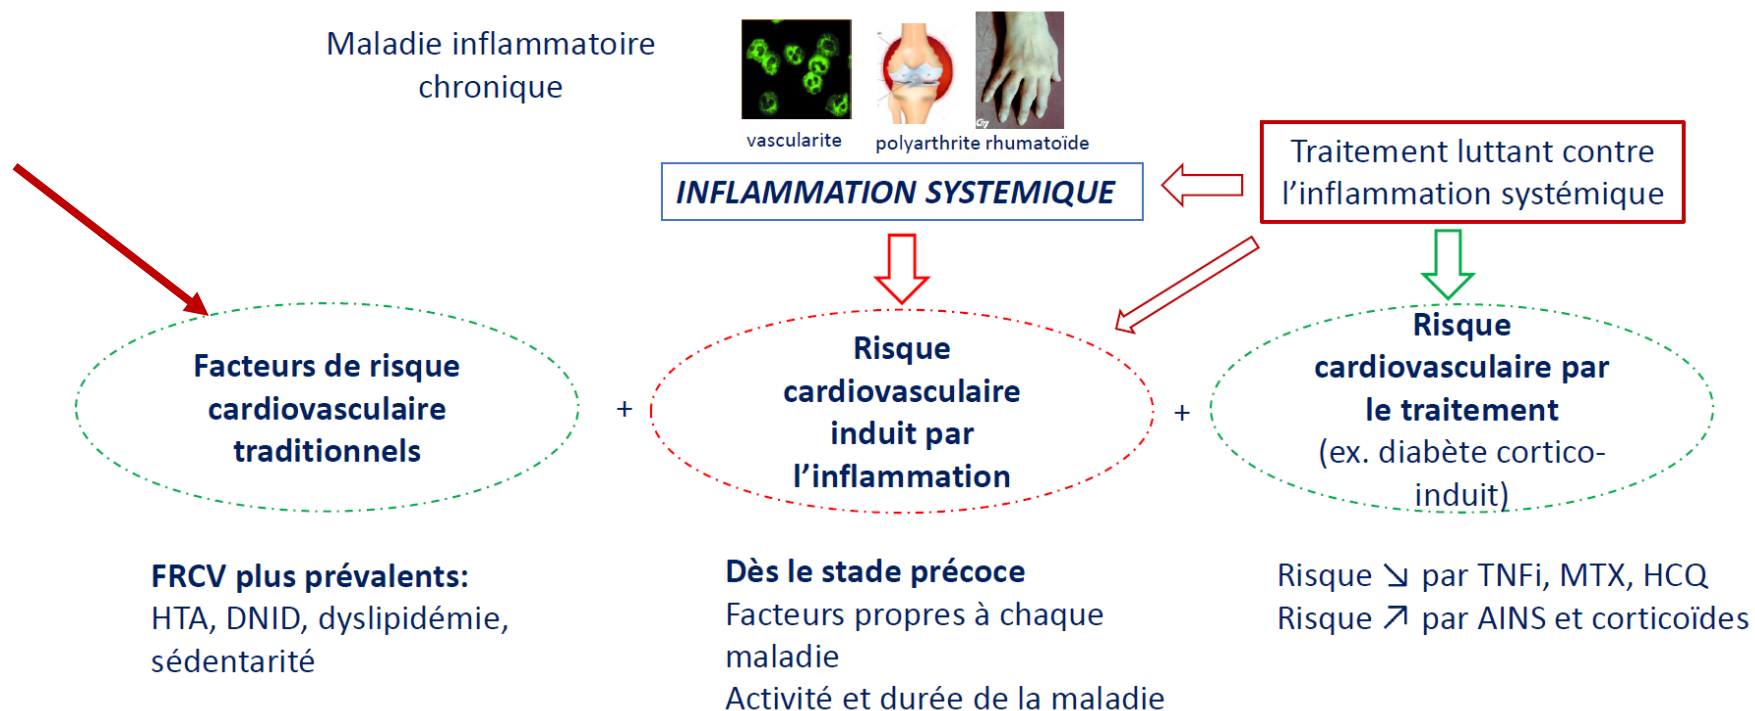 Maladie inflammatoire
chronique
vascularite
polyarthrite rhumatoïde
INFLAMMATION SYSTEMIQUE
Traitement luttant contre
l’inflammation systémique
Facteurs de risque
cardiovasculaire
traditionnels
+
Risque
cardiovasculaire
induit par
l’inflammation
+
Risque
cardiovasculaire par
le traitement
(ex. diabète cortico-
induit)
FRCV plus prévalents:
HTA, DNID, dyslipidémie,
sédentarité
Dès le stade précoce
Facteurs propres à chaque
maladie
Activité et durée de la maladie
Risque ↘ par TNFi, MTX, HCQ
Risque ↗ par AINS et corticoïdes